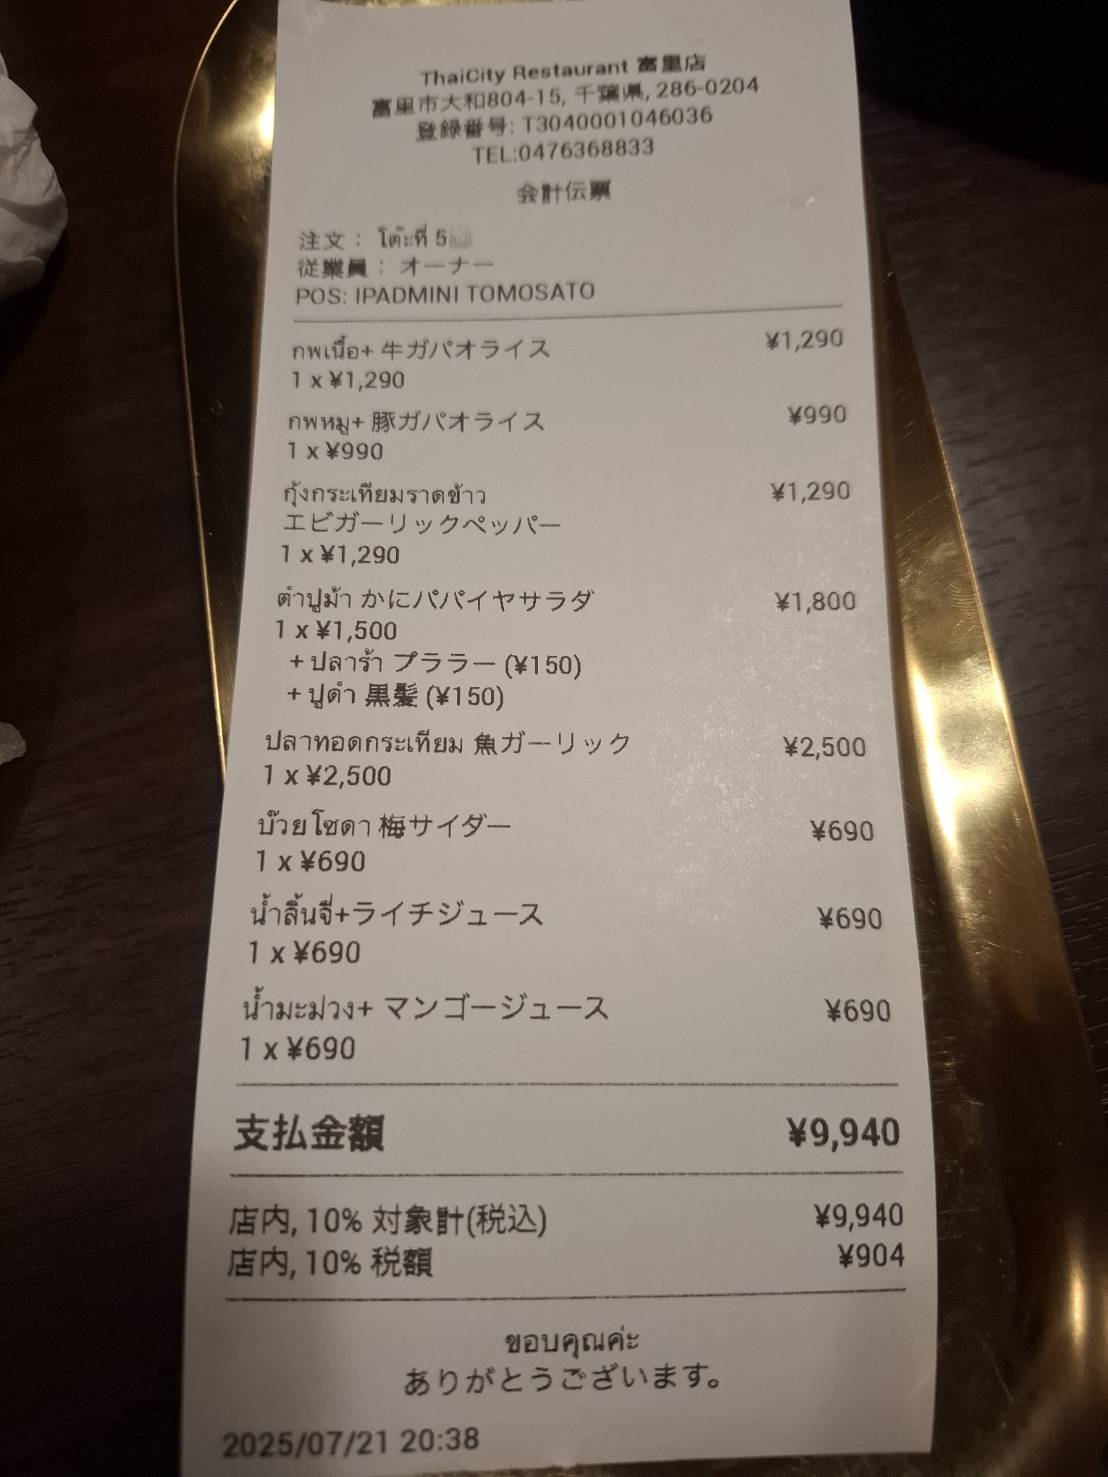 ThaiCity Restaurant 富里店
富里市大和804-15, 千葉県, 286-0204
登録番号: T3040001046036
TEL:0476368833
会計伝票
注文： โต๊ะที่ 5
従業員： オーナー
POS: IPADMINI TOMOSATO
กพเนื้อ+ 牛ガパオライス ¥1,290
1 x ¥1,290
กพหมู+ 豚ガパオライス ¥990
1 x ¥990
กุ้งกระเทียมราดข้าว ¥1,290
エビガーリックペッパー
1 x ¥1,290
ตำปูม้า かにパパイヤサラダ ¥1,800
1 x ¥1,500
+ ปลาร้า プララー (¥150)
+ ปูดำ 黒髪 (¥150)
ปลาทอดกระเทียม 魚ガーリック ¥2,500
1 x ¥2,500
บ๊วยโซดา 梅サイダー ¥690
1 x ¥690
น้ำลิ้นจี่+ライチジュース ¥690
1 x ¥690
น้ำมะม่วง+ マンゴージュース ¥690
1 x ¥690
支払金額 ¥9,940
店内, 10% 対象計(税込) ¥9,940
店内, 10% 税額 ¥904
ขอบคุณค่ะ
ありがとうございます。
2025/07/21 20:38